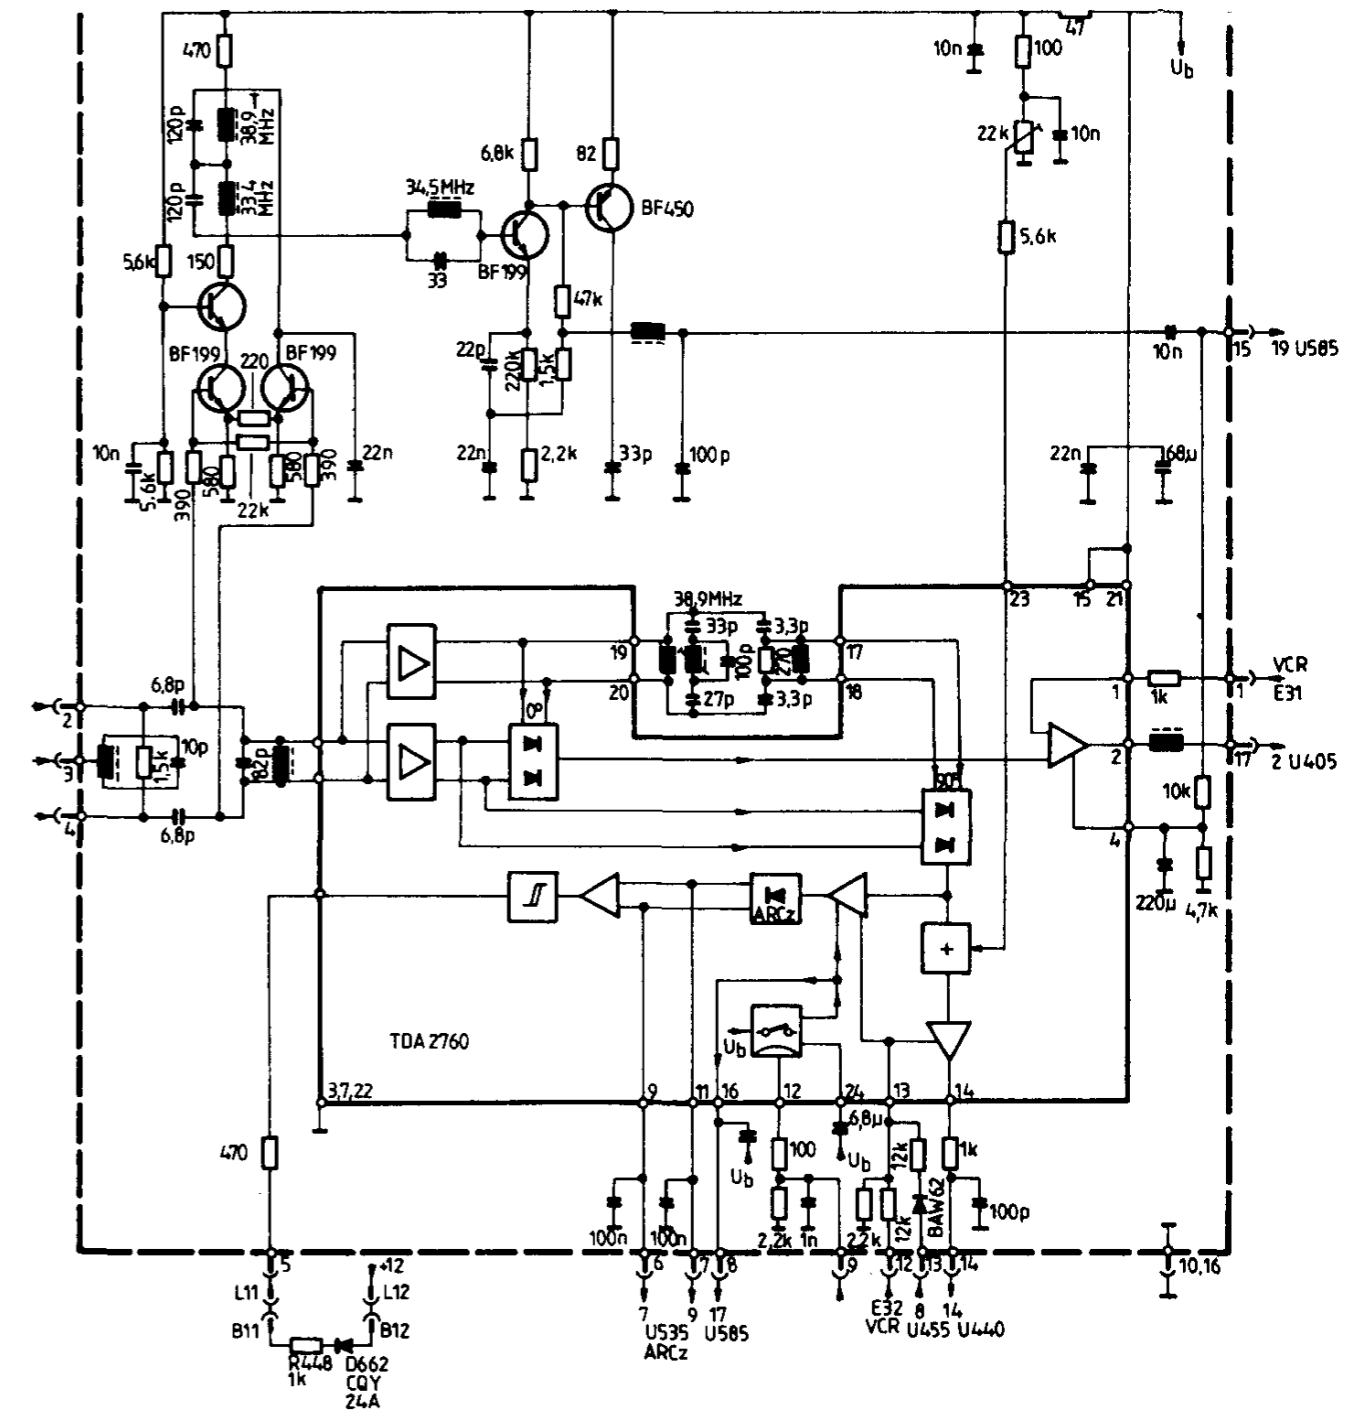 470
10n
100
47
Ub
120p
38,9 MHz
22k
10n
6,8k
82
120p
33,4 MHz
34,5MHz
BF450
5,6k
150
33
BF199
5,6k
47k
BF199
220
BF199
22p
220k
1,5k
10n
15
19 U585
10n
5,6k
390
580
22k
580
390
22n
22n
2,2k
33p
100p
22n
68µ
38,9MHz
33p
3,3p
23
15
21
19
100p
270
17
20
27p
3,3p
18
1
1k
1
VCR
E31
6,8p
2
0°
10p
3
1,5k
82p
2
17
2 U405
90°
10k
4
6,8p
4
220µ
4,7k
ARCz
+
TDA 2760
Ub
3,7,22
9
11
16
12
24
13
14
6,8µ
470
Ub
100
Ub
12k
1k
100n
100n
2,2k
1n
22k
12k
BAW62
100p
5
+12
6
7
8
9
12
13
14
10,16
L11
L12
7
9
17
E32
8
14
B11
B12
U535
U585
VCR
U455
U440
ARCz
R448
1k
D662
CQY
24A